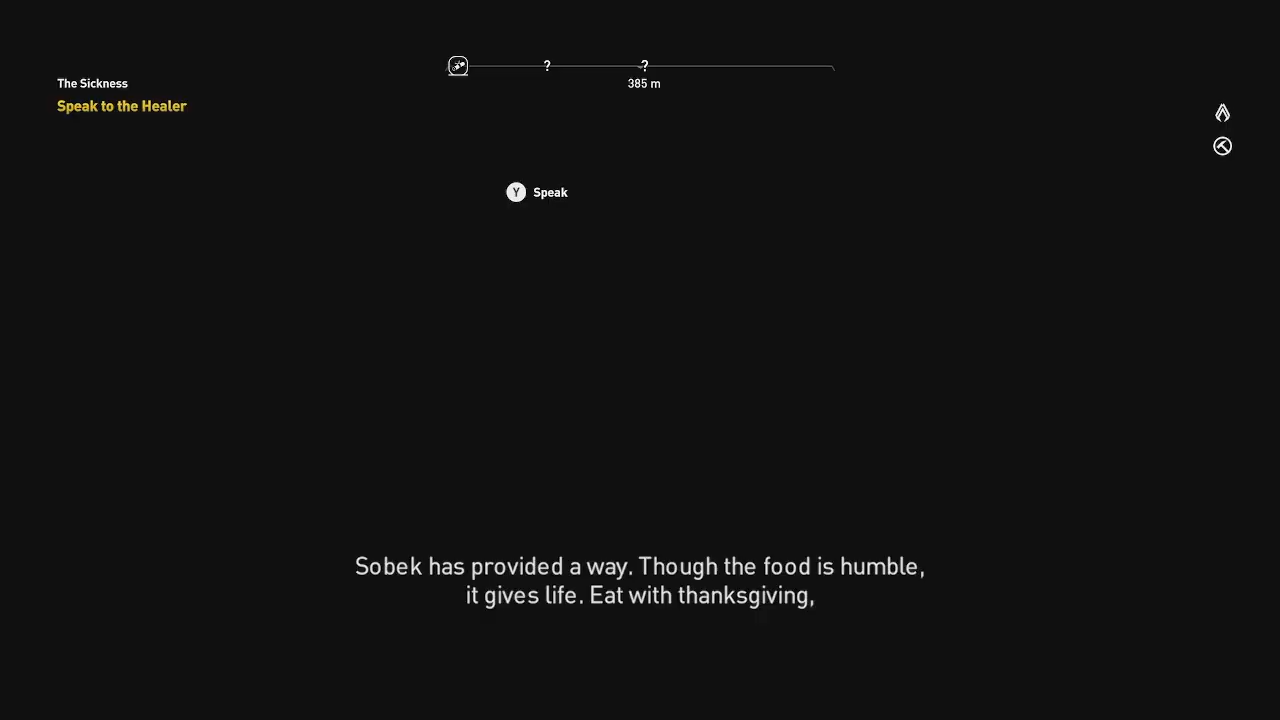 ?
?
385 m
The Sickness
Speak to the Healer
Y Speak
Sobek has provided a way. Though the food is humble,
it gives life. Eat with thanksgiving,